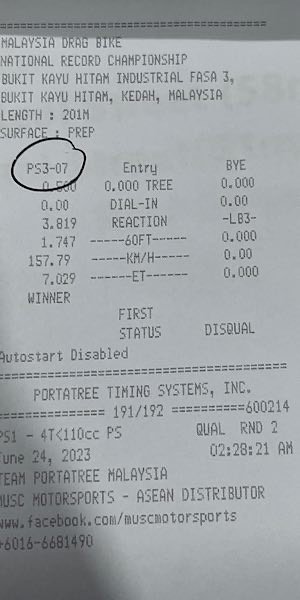 ==================================
MALAYSIA DRAG BIKE
NATIONAL RECORD CHAMPIONSHIP
BUKIT KAYU HITAM INDUSTRIAL FASA 3,
BUKIT KAYU HITAM, KEDAH, MALAYSIA
LENGTH : 201M
SURFACE : PREP
PS3-07 Entry BYE
0.500 0.000 TREE 0.000
0.00 DIAL-IN 0.00
3.819 REACTION -LB3-
1.747 ------60FT------ 0.000
157.79 ------KM/H----- 0.00
7.029 -------ET------- 0.000
WINNER
FIRST
STATUS DISQUAL
Autostart Disabled
==================================
PORTATREE TIMING SYSTEMS, INC.
============ 191/192 ==========600214
PS1 - 4T<110cc PS QUAL RND 2
June 24, 2023 02:28:21 AM
TEAM PORTATREE MALAYSIA
MUSC MOTORSPORTS - ASEAN DISTRIBUTOR
www.facebook.com/muscmotorsports
+6016-6681490